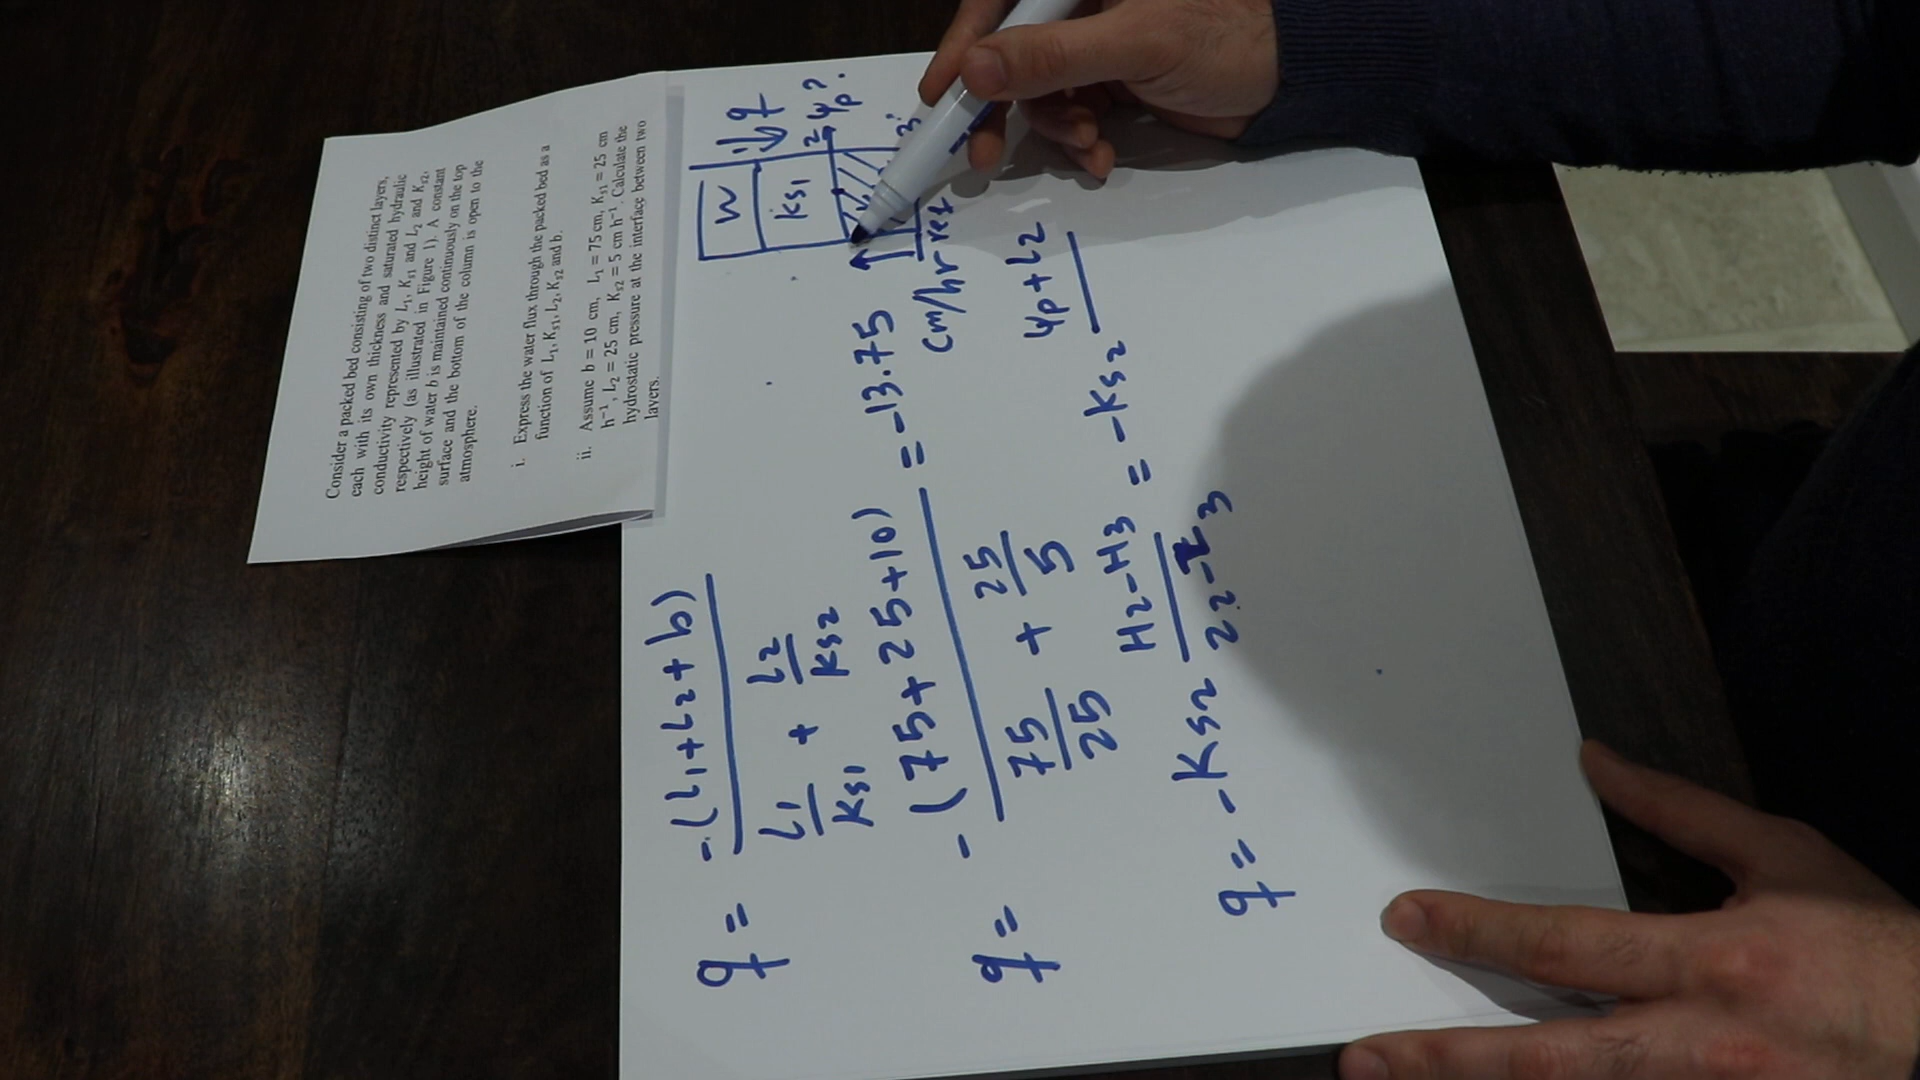 Consider a packed bed consisting of two distinct layers,
each with its own thickness and saturated hydraulic
conductivity represented by L₁, Kₛ₁ and L₂ and Kₛ₂,
respectively (as illustrated in Figure 1). A constant
height of water b is maintained continuously on the top
surface and the bottom of the column is open to the
atmosphere.
i. Express the water flux through the packed bed as a
function of L₁, Kₛ₁, L₂, Kₛ₂ and b.
ii. Assume b = 10 cm, L₁ = 75 cm, Kₛ₁ = 25 cm
h⁻¹, L₂ = 25 cm, Kₛ₂ = 5 cm h⁻¹. Calculate the
hydrostatic pressure at the interface between two
layers.
W
1
↓ q
Ks1
2 → Ψp?
3
ref
q = -(L1+L2+b) / (L1/Ks1 + L2/Ks2)
q = -(75+25+10) / (75/25 + 25/5) = -13.75 cm/hr
q = -Ks2 (H2-H3)/(z2-z3) = -Ks2 (Ψp+L2)/